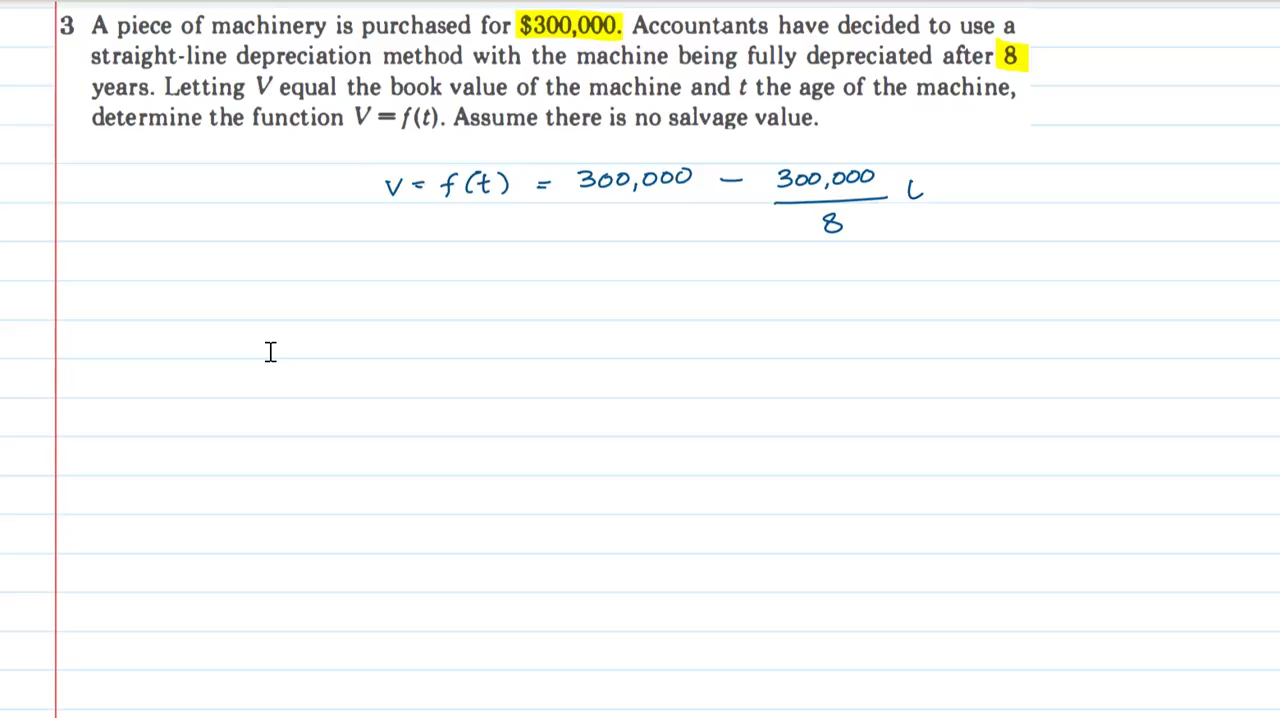 3 A piece of machinery is purchased for $300,000. Accountants have decided to use a
straight-line depreciation method with the machine being fully depreciated after 8
years. Letting V equal the book value of the machine and t the age of the machine,
determine the function V = f(t). Assume there is no salvage value.
V = f(t) = 300,000 − 300,000
8